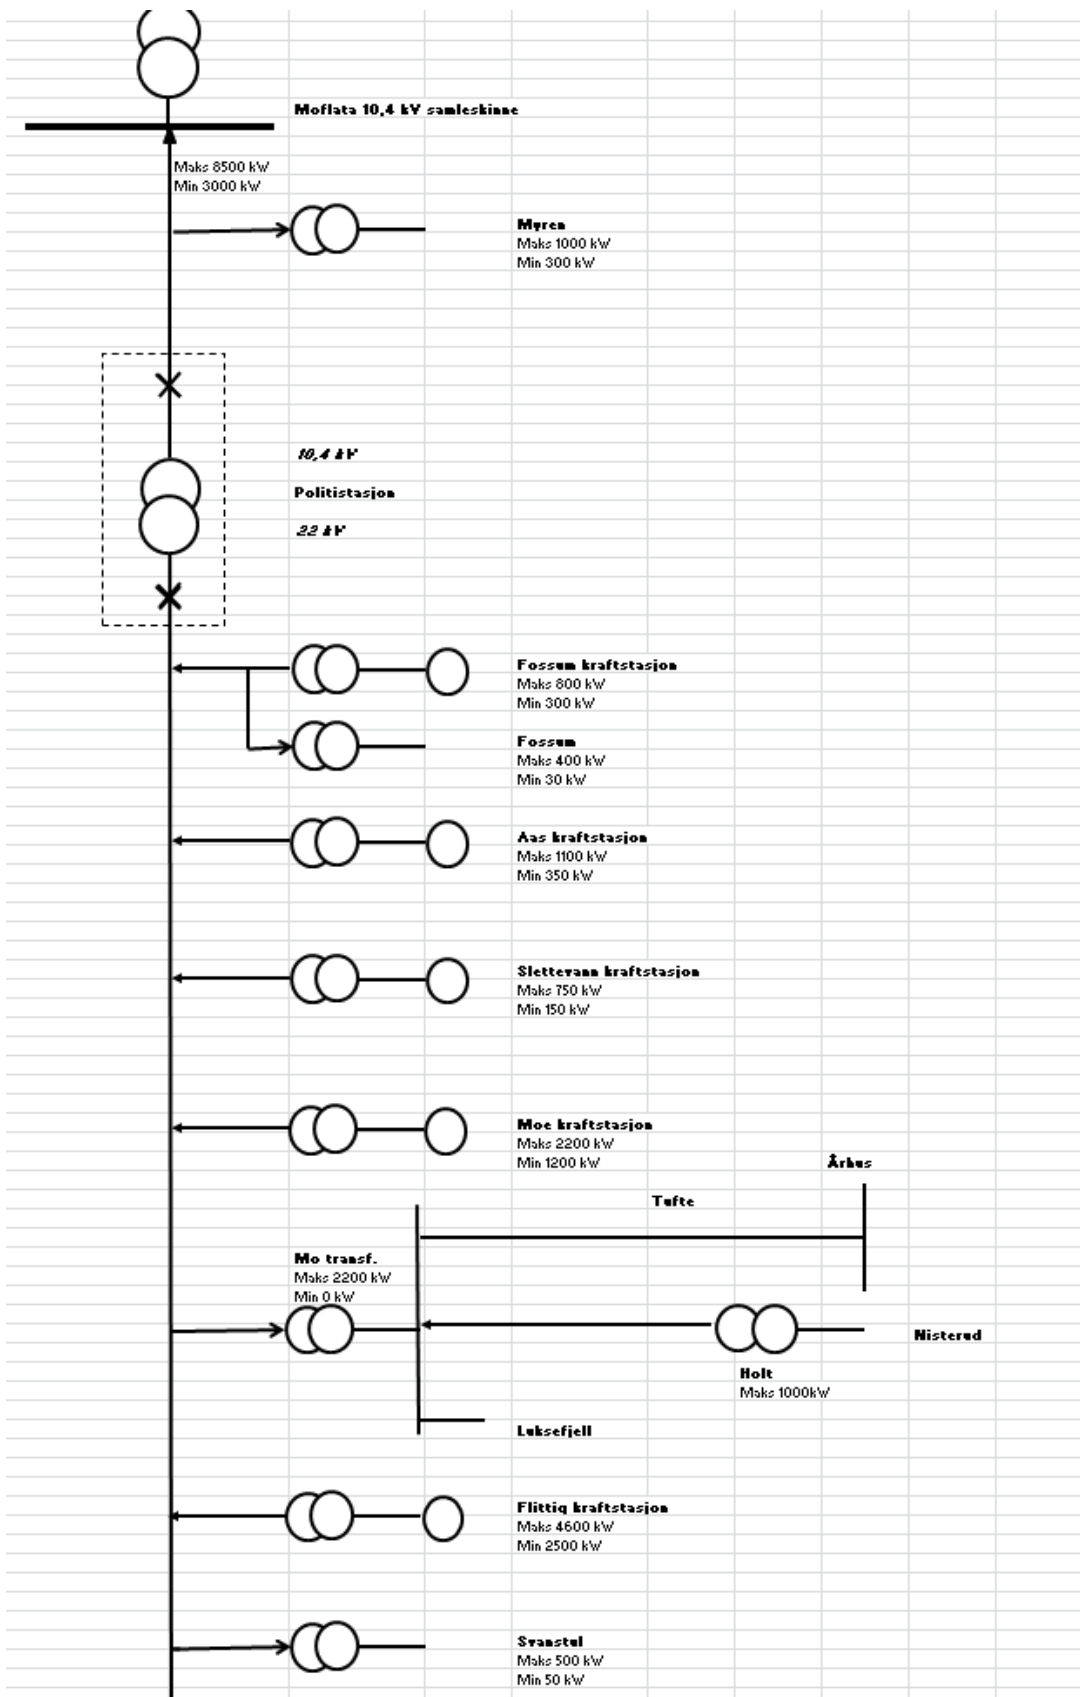 Moflata 10,4 kV samleskinne
Maks 8500 kW
Min 3000 kW
Myren
Maks 1000 kW
Min 300 kW
10,4 kV
Politistasjon
22 kV
Fossum kraftstasjon
Maks 800 kW
Min 300 kW
Fossum
Maks 400 kW
Min 30 kW
Aas kraftstasjon
Maks 1100 kW
Min 350 kW
Slettevann kraftstasjon
Maks 750 kW
Min 150 kW
Moe kraftstasjon
Maks 2200 kW
Min 1200 kW
Århus
Tufte
Mo transf.
Maks 2200 kW
Min 0 kW
Nisterud
Holt
Maks 1000kW
Luksefjell
Flittig kraftstasjon
Maks 4600 kW
Min 2500 kW
Svanstul
Maks 500 kW
Min 50 kW